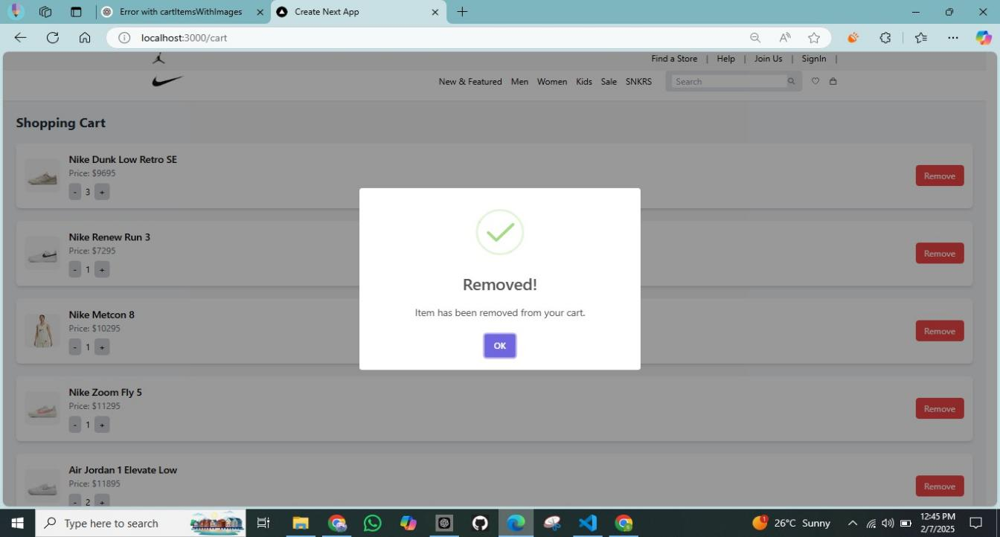 Error with cartItemsWithImages
Create Next App
localhost:3000/cart
Find a Store | Help | Join Us | SignIn |
New & Featured Men Women Kids Sale SNKRS Search
Shopping Cart
Nike Dunk Low Retro SE
Price: $9695
- 3 +
Remove
Nike Renew Run 3
Price: $7295
- 1 +
Remove
Nike Metcon 8
Price: $10295
- 1 +
Remove
Nike Zoom Fly 5
Price: $11295
- 1 +
Remove
Air Jordan 1 Elevate Low
Price: $11895
- 2 +
Remove
Removed!
Item has been removed from your cart.
OK
Type here to search
1
26°C Sunny
12:45 PM
2/7/2025